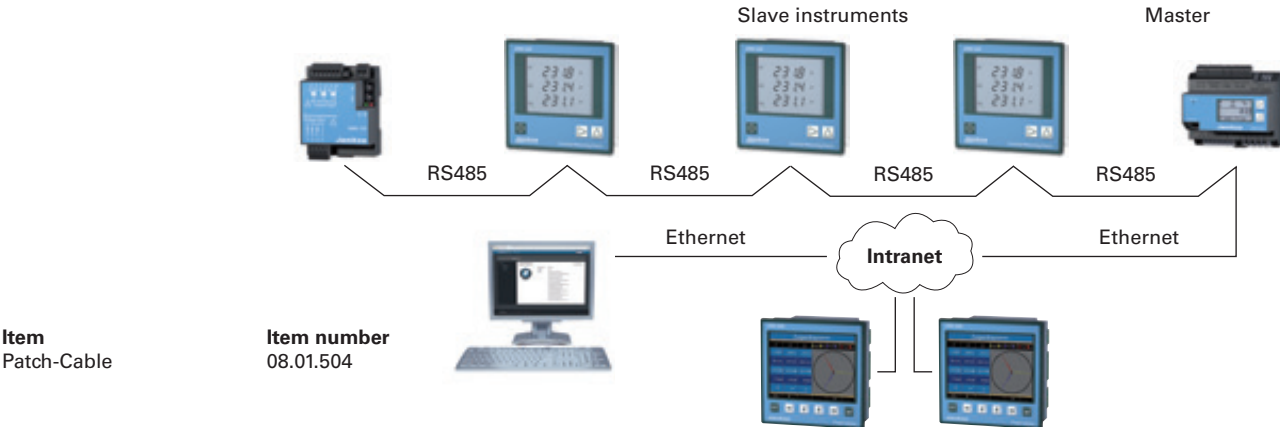 Slave instruments
Master
RS485
RS485
RS485
RS485
Ethernet
Ethernet
Intranet
Item
Item number
Patch-Cable
08.01.504